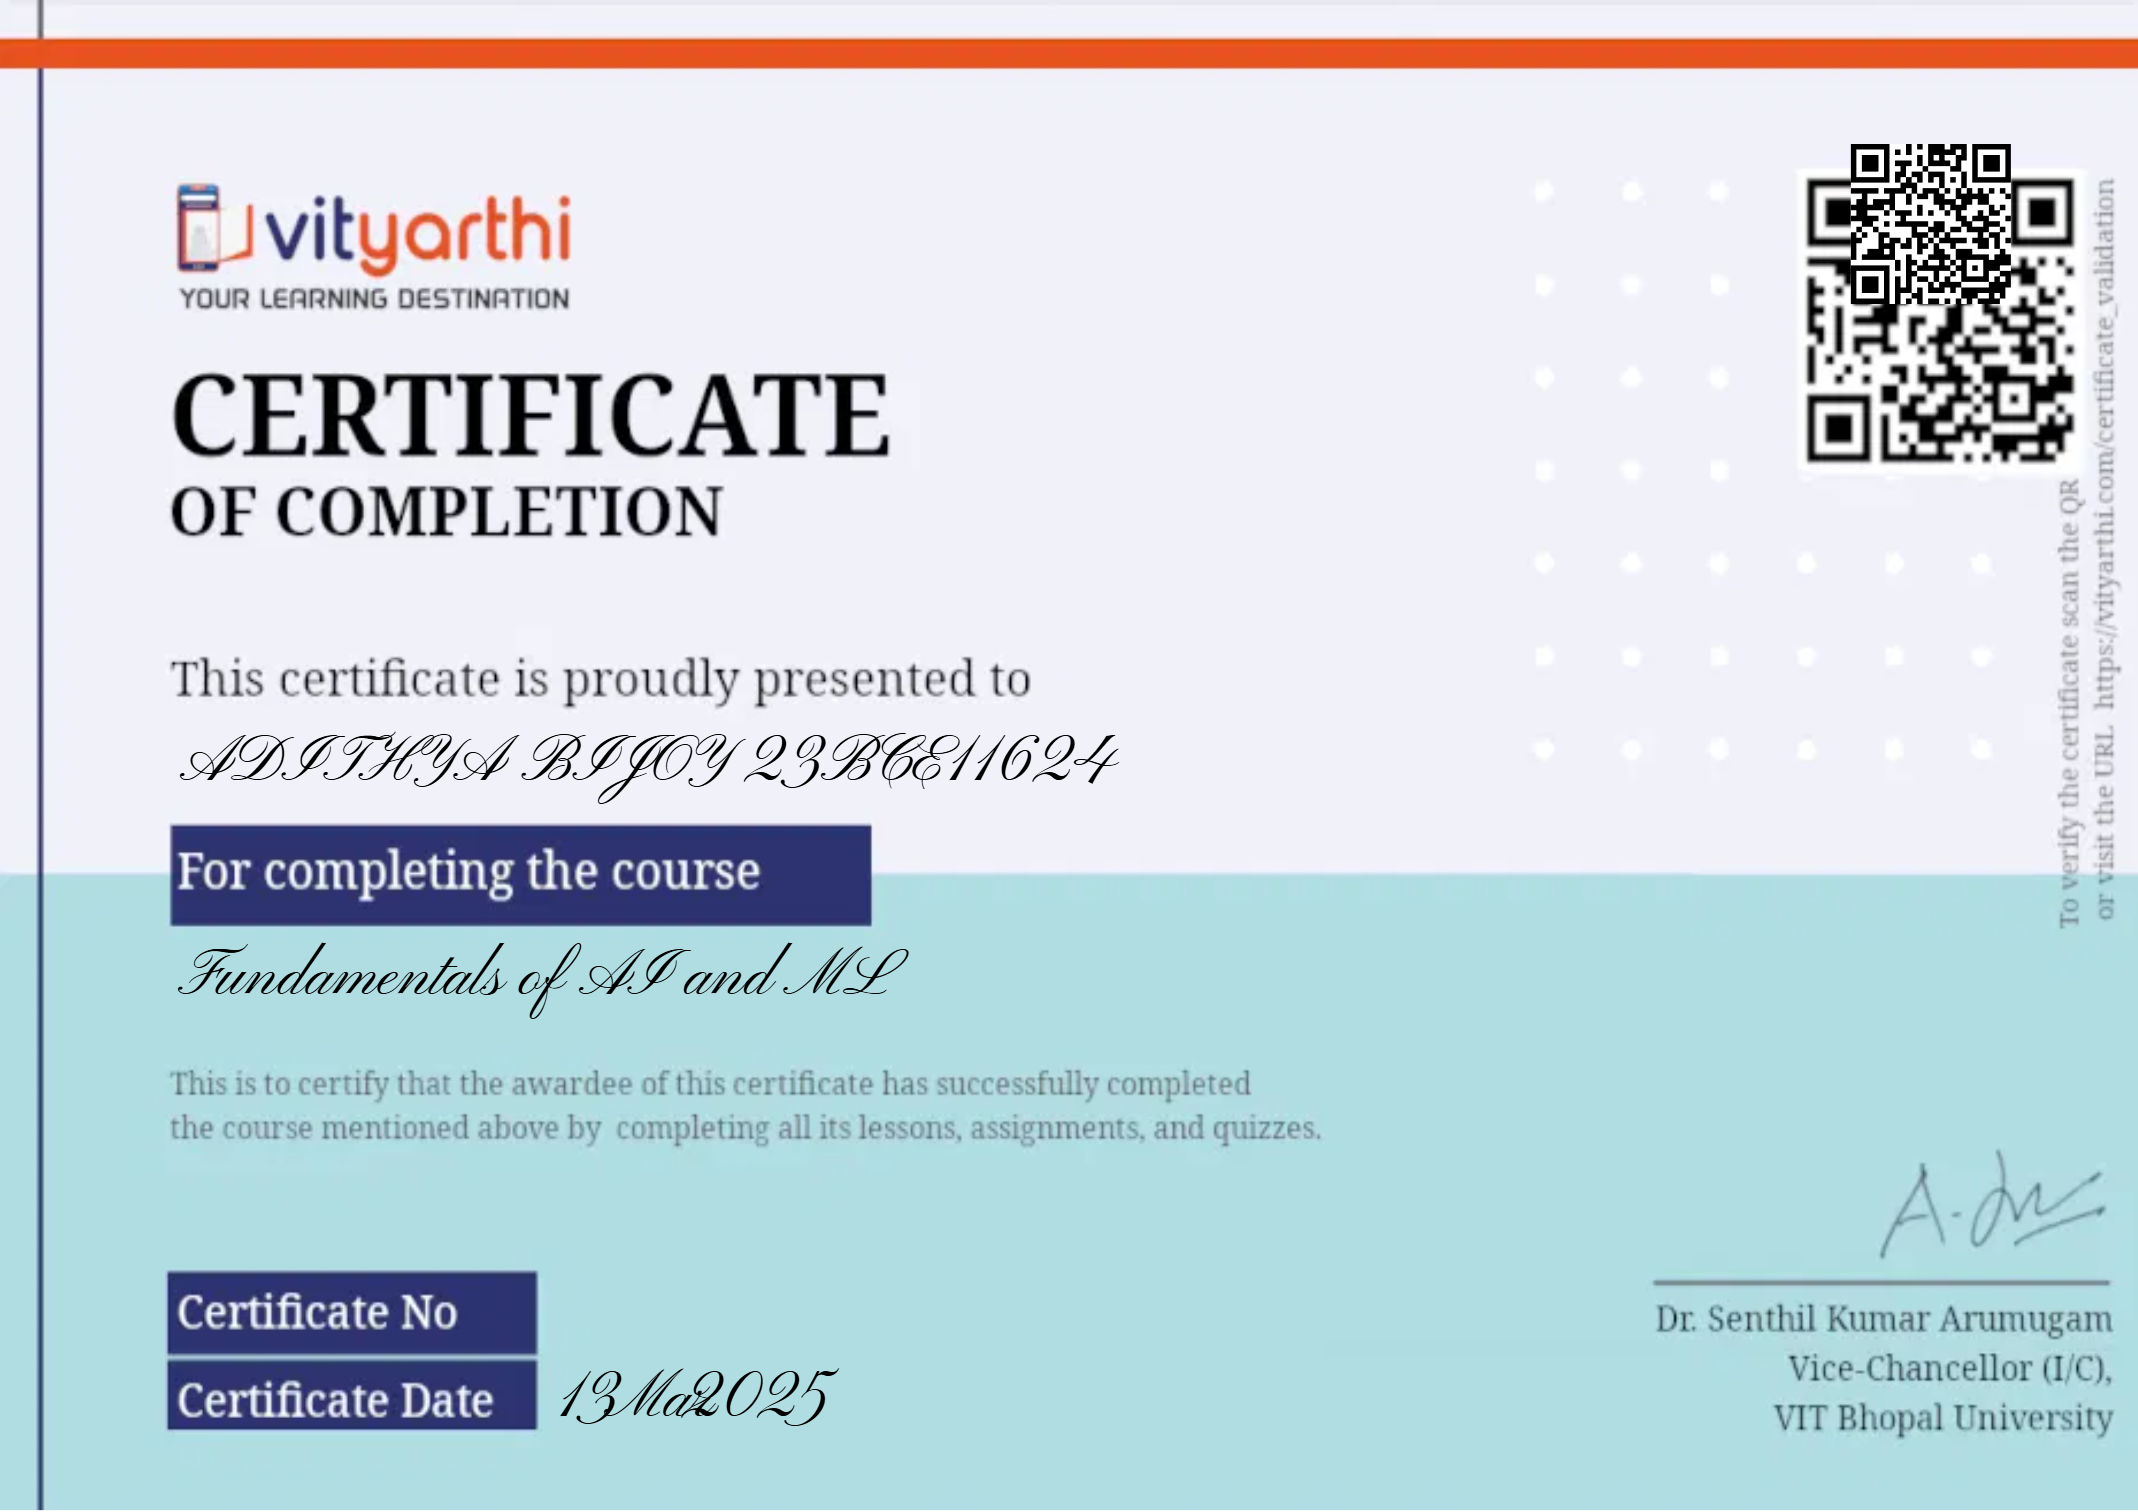 vityarthi
YOUR LEARNING DESTINATION
CERTIFICATE
OF COMPLETION
This certificate is proudly presented to
ADITHYA BIJOY 23BCE11624
For completing the course
Fundamentals of AI and ML
This is to certify that the awardee of this certificate has successfully completed
the course mentioned above by completing all its lessons, assignments, and quizzes.
Certificate No
Certificate Date 13 Mar 2025
Dr. Senthil Kumar Arumugam
Vice-Chancellor (I/C),
VIT Bhopal University
To verify the certificate scan the QR
or visit the URL https://vityarthi.com/certificate_validation